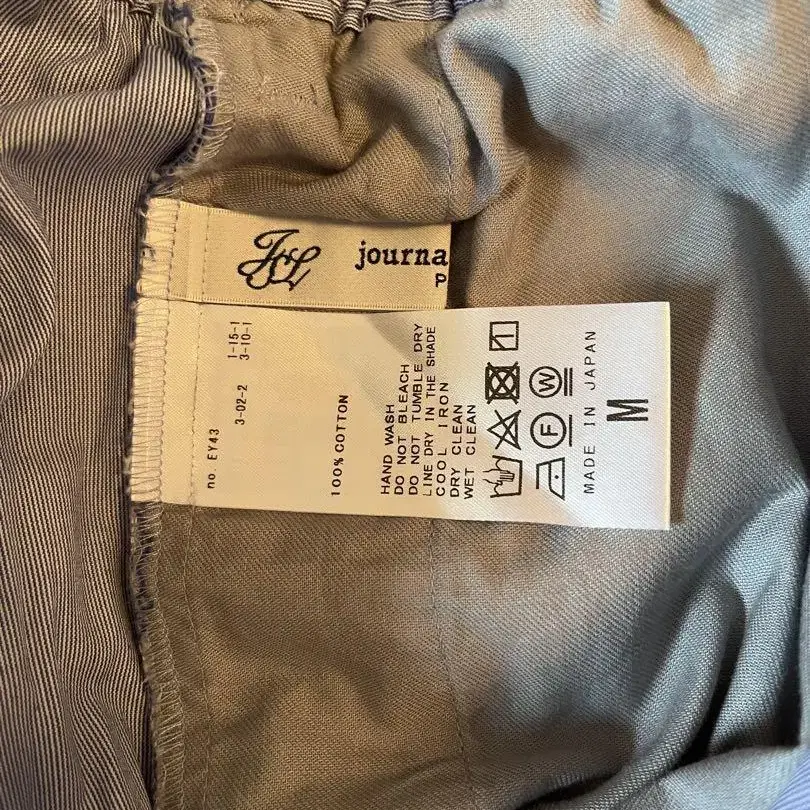 journa
P
no. EY43
3-02-2
1-15-1
3-10-1
100% COTTON
HAND WASH
DO NOT BLEACH
DO NOT TUMBLE DRY
LINE DRY IN THE SHADE
COOL IRON
DRY CLEAN
WET CLEAN
F
W
MADE IN JAPAN
M